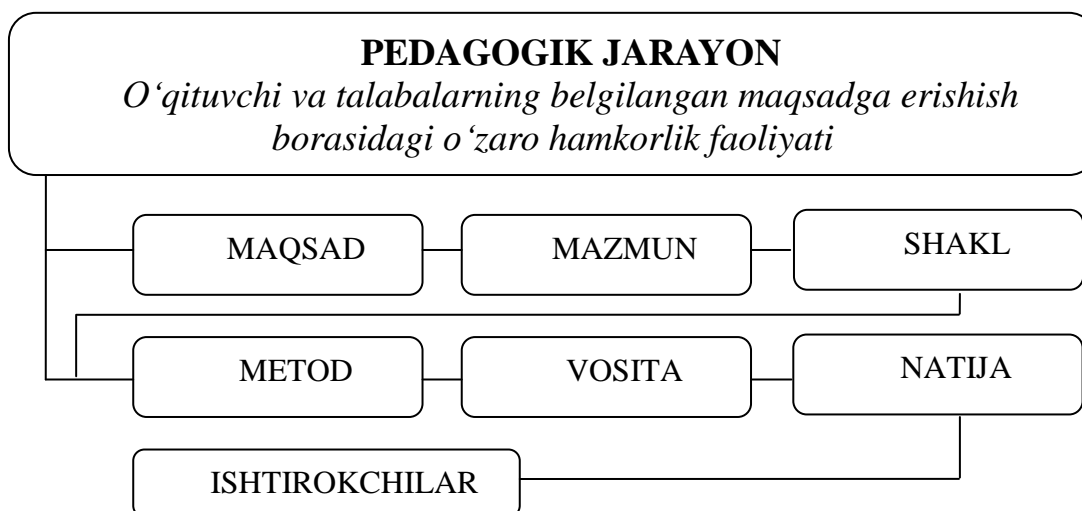 PEDAGOGIK JARAYON
O‘qituvchi va talabalarning belgilangan maqsadga erishish
borasidagi o‘zaro hamkorlik faoliyati
MAQSAD
MAZMUN
SHAKL
METOD
VOSITA
NATIJA
ISHTIROKCHILAR